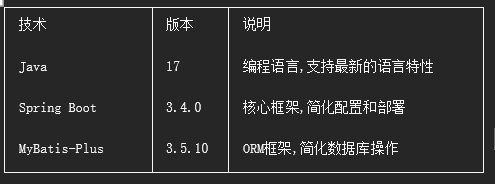 技术 版本 说明
Java 17 编程语言,支持最新的语言特性
Spring Boot 3.4.0 核心框架,简化配置和部署
MyBatis-Plus 3.5.10 ORM框架,简化数据库操作